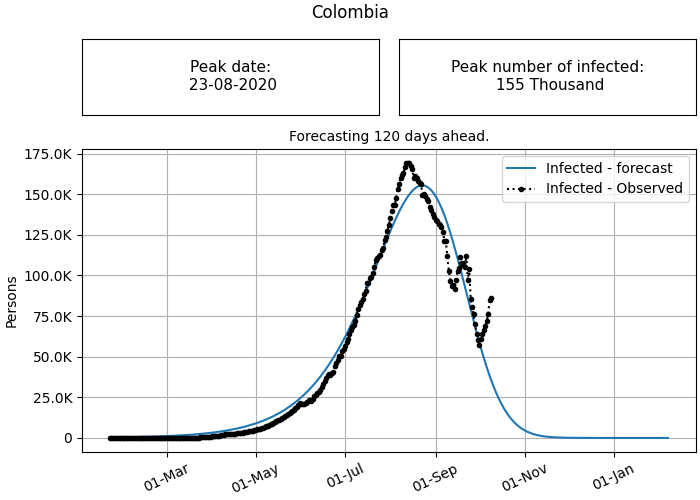 Colombia
Peak date:
23-08-2020
Peak number of infected:
155 Thousand
Forecasting 120 days ahead.
175.0K
150.0K
125.0K
100.0K
75.0K
50.0K
25.0K
0
Persons
Infected - forecast
Infected - Observed
01-Mar
01-May
01-Jul
01-Sep
01-Nov
01-Jan